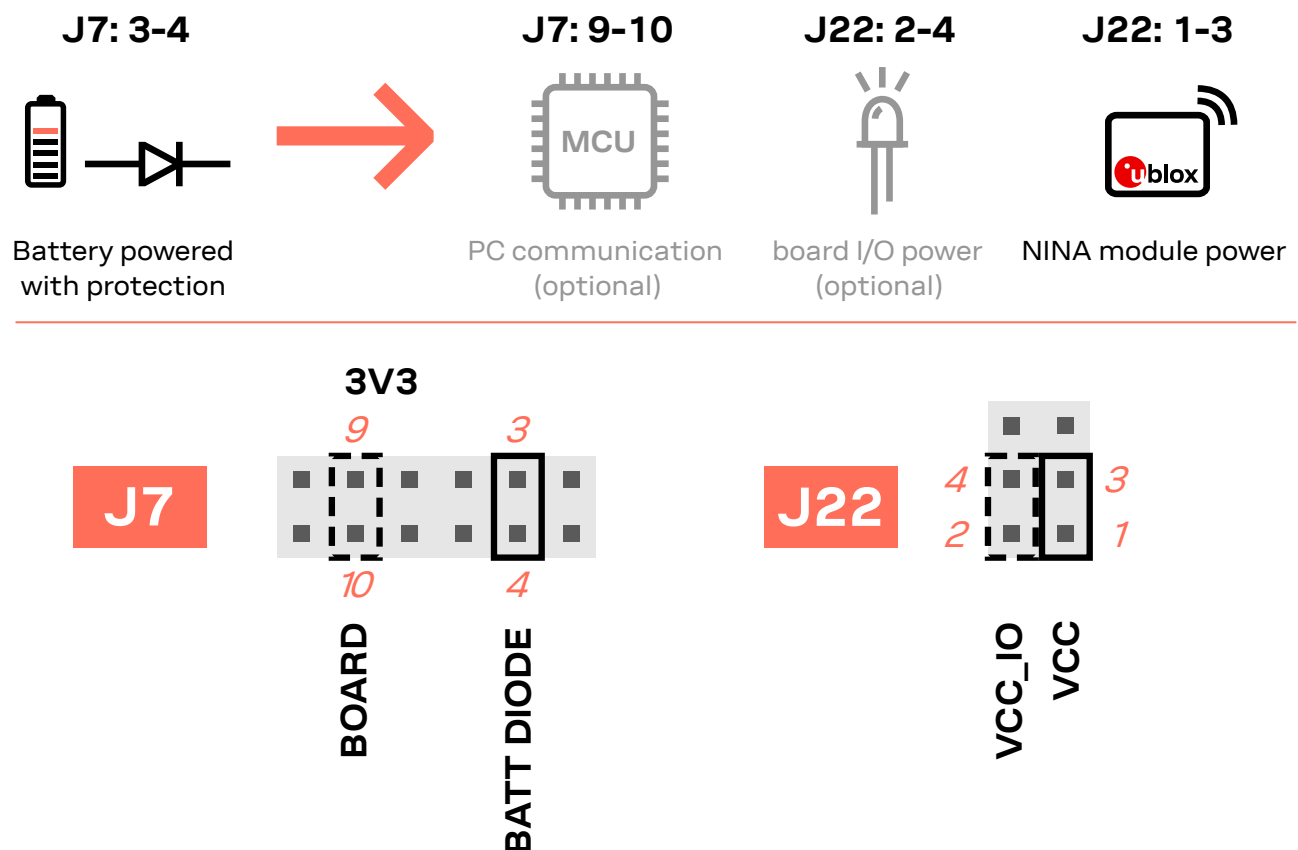 J7: 3-4
J7: 9-10
J22: 2-4
J22: 1-3
MCU
ublox
Battery powered
with protection
PC communication
(optional)
board I/O power
(optional)
NINA module power
3V3
9
3
J7
10
4
BOARD
BATT DIODE
J22
4
3
2
1
VCC_IO
VCC